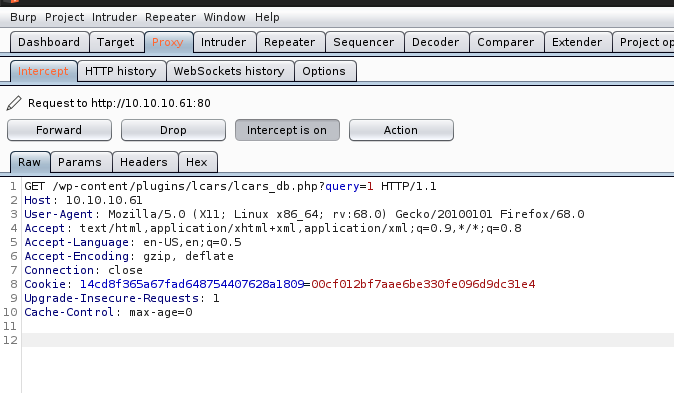 Burp Project Intruder Repeater Window Help
Dashboard Target Proxy Intruder Repeater Sequencer Decoder Comparer Extender Project op
Intercept HTTP history WebSockets history Options
Request to http://10.10.10.61:80
Forward Drop Intercept is on Action
Raw Params Headers Hex
1 GET /wp-content/plugins/lcars/lcars_db.php?query=1 HTTP/1.1
2 Host: 10.10.10.61
3 User-Agent: Mozilla/5.0 (X11; Linux x86_64; rv:68.0) Gecko/20100101 Firefox/68.0
4 Accept: text/html,application/xhtml+xml,application/xml;q=0.9,*/*;q=0.8
5 Accept-Language: en-US,en;q=0.5
6 Accept-Encoding: gzip, deflate
7 Connection: close
8 Cookie: 14cd8f365a67fad648754407628a1809=00cf012bf7aae6be330fe096d9dc31e4
9 Upgrade-Insecure-Requests: 1
10 Cache-Control: max-age=0
11
12